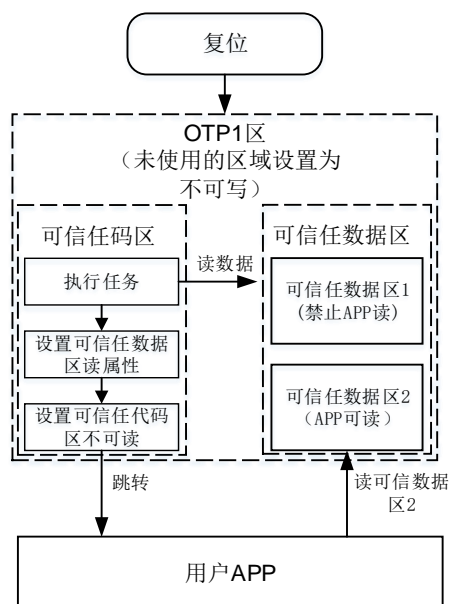 复位
OTP1区
（未使用的区域设置为
不可写）
可信任码区
执行任务
设置可信任数据
区读属性
设置可信任代码
区不可读
读数据
可信任数据区
可信任数据区1
(禁止APP读)
可信任数据区2
（APP可读）
跳转
读可信数据
区2
用户APP